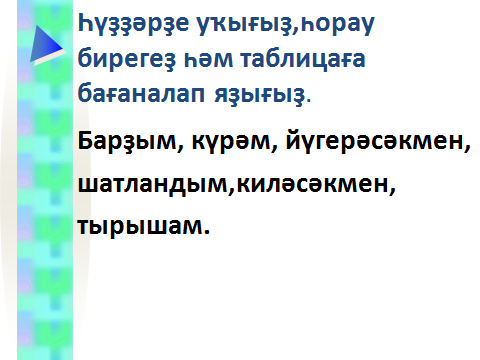 Һүҙҙәрҙе уҡығыҙ,һорау
бирегеҙ һәм таблицаға
бағаналап яҙығыҙ.
Барҙым, күрәм, йүгерәсәкмен,
шатландым,киләсәкмен,
тырышам.